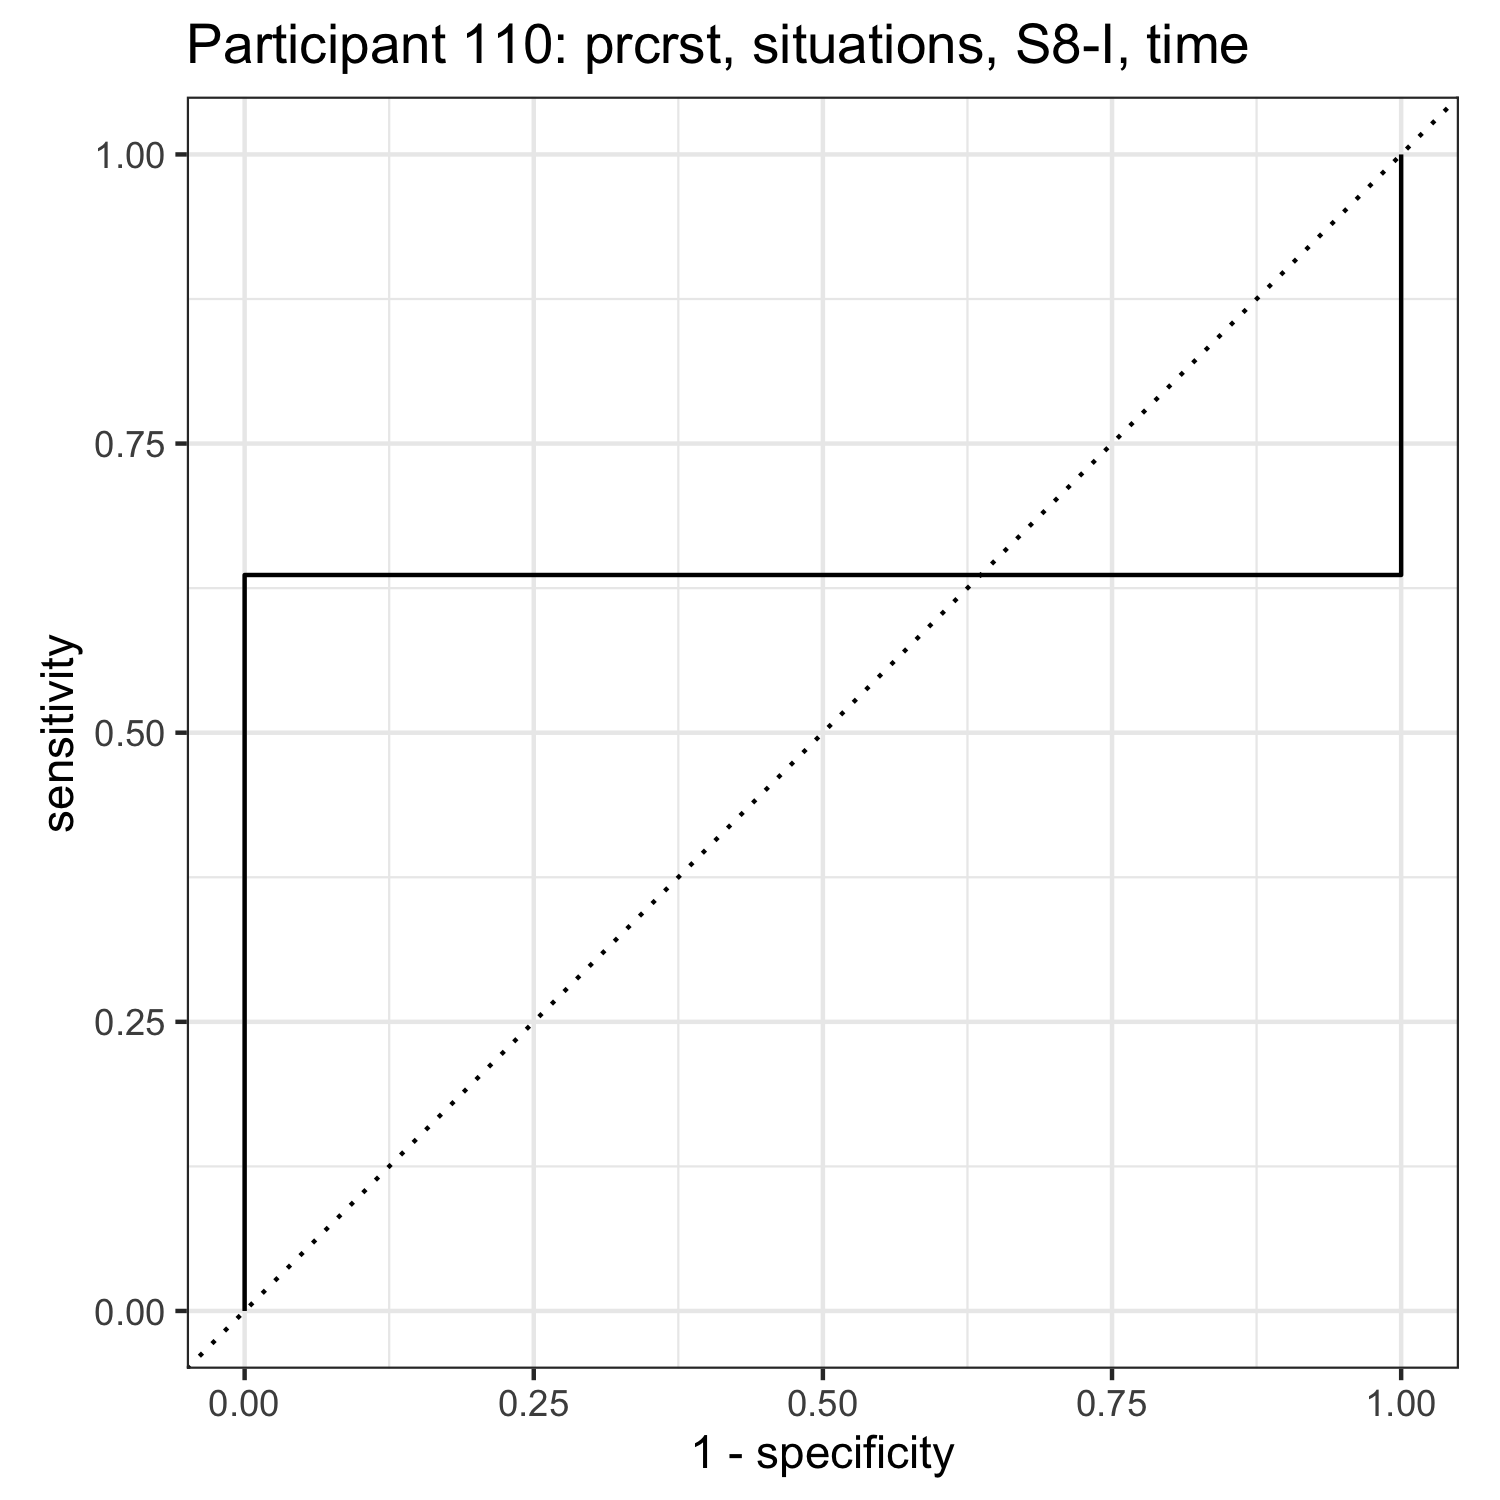 Participant 110: prcrst, situations, S8-I, time
1.00
0.75
0.50
0.25
0.00
sensitivity
0.00 0.25 0.50 0.75 1.00
1 - specificity